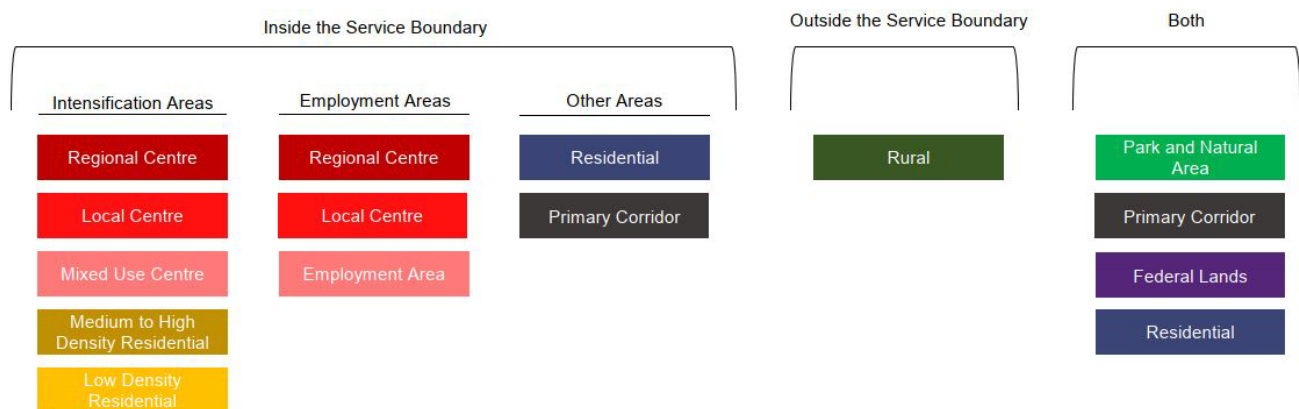 Inside the Service Boundary
Outside the Service Boundary
Both
Intensification Areas
Employment Areas
Other Areas
Regional Centre
Regional Centre
Residential
Rural
Park and Natural
Area
Local Centre
Local Centre
Primary Corridor
Primary Corridor
Mixed Use Centre
Employment Area
Federal Lands
Medium to High
Density Residential
Residential
Low Density
Residential